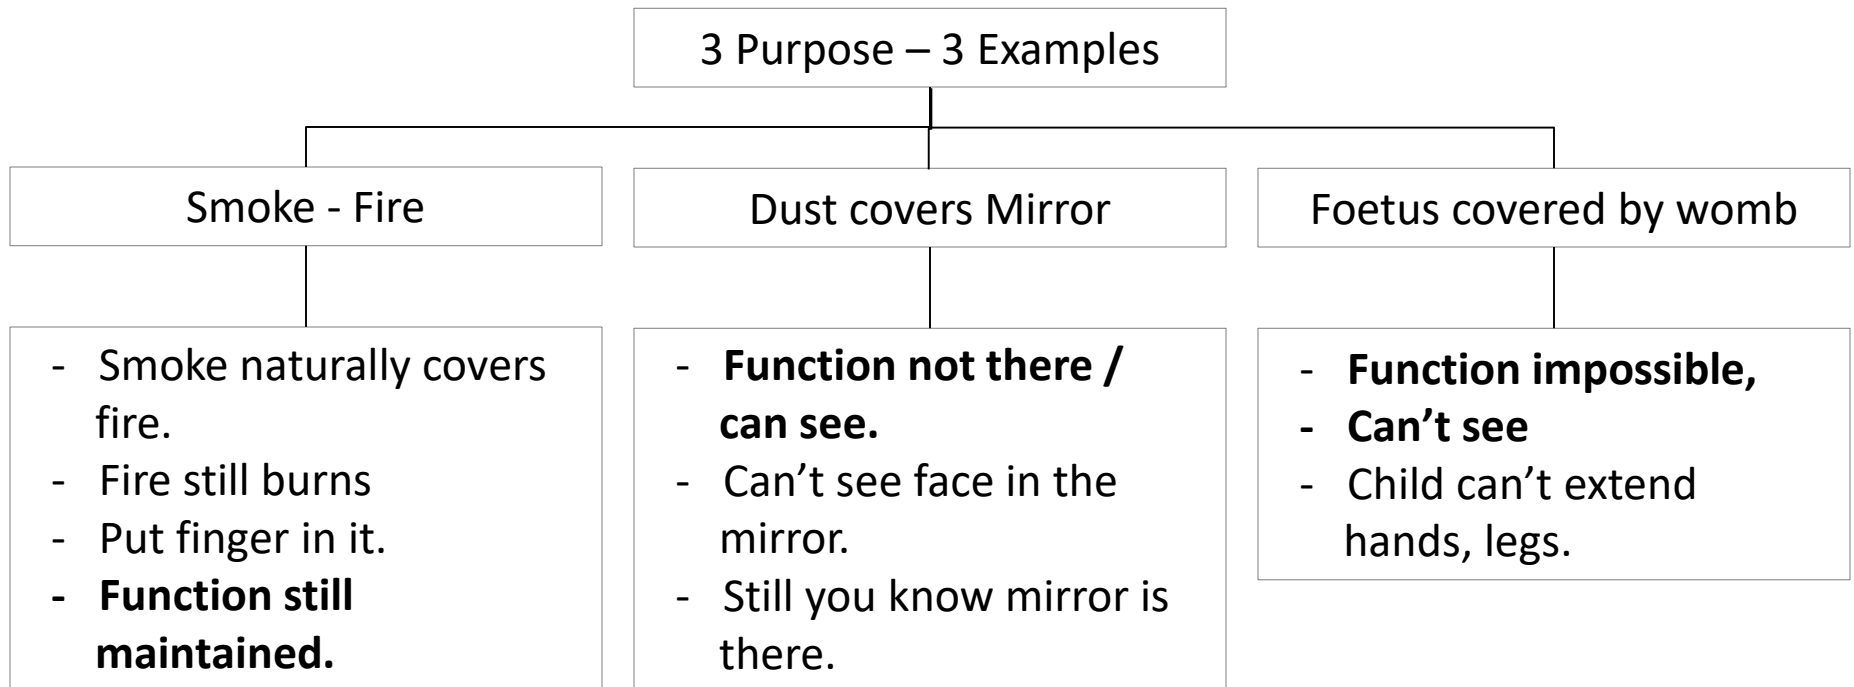 3 Purpose – 3 Examples
Smoke - Fire
Dust covers Mirror
Foetus covered by womb
- Smoke naturally covers
fire.
- Fire still burns
- Put finger in it.
- Function still
maintained.
- Function not there /
can see.
- Can’t see face in the
mirror.
- Still you know mirror is
there.
- Function impossible,
- Can’t see
- Child can’t extend
hands, legs.